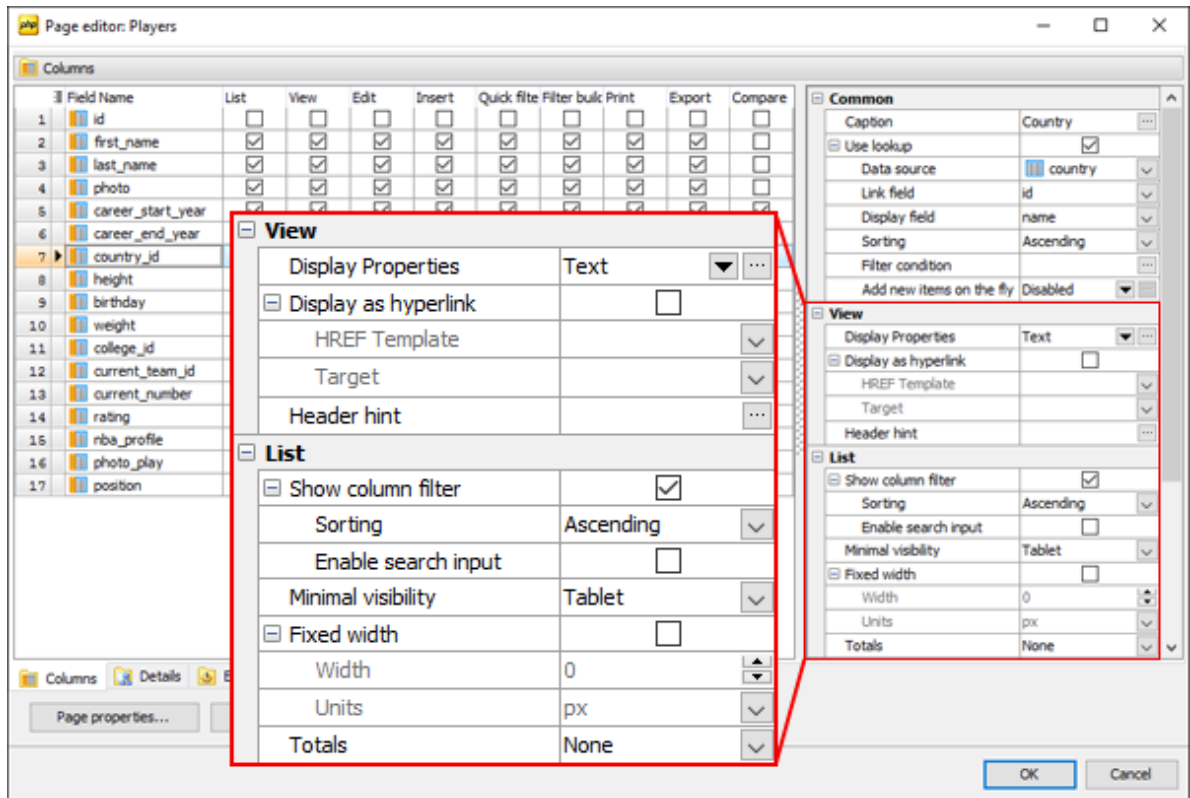 php Page editor: Players
Columns
Field Name List View Edit Insert Quick filte Filter builc Print Export Compare
1 id
2 first_name
3 last_name
4 photo
5 career_start_year
6 career_end_year
7 country_id
8 height
9 birthday
10 weight
11 college_id
12 current_team_id
13 current_number
14 rating
15 nba_profile
16 photo_play
17 position
View
Display Properties Text
Display as hyperlink
HREF Template
Target
Header hint
List
Show column filter
Sorting Ascending
Enable search input
Minimal visibility Tablet
Fixed width
Width 0
Units px
Totals None
Common
Caption Country
Use lookup
Data source country
Link field id
Display field name
Sorting Ascending
Filter condition
Add new items on the fly Disabled
View
Display Properties Text
Display as hyperlink
HREF Template
Target
Header hint
List
Show column filter
Sorting Ascending
Enable search input
Minimal visibility Tablet
Fixed width
Width 0
Units px
Totals None
Columns Details
Page properties...
OK Cancel